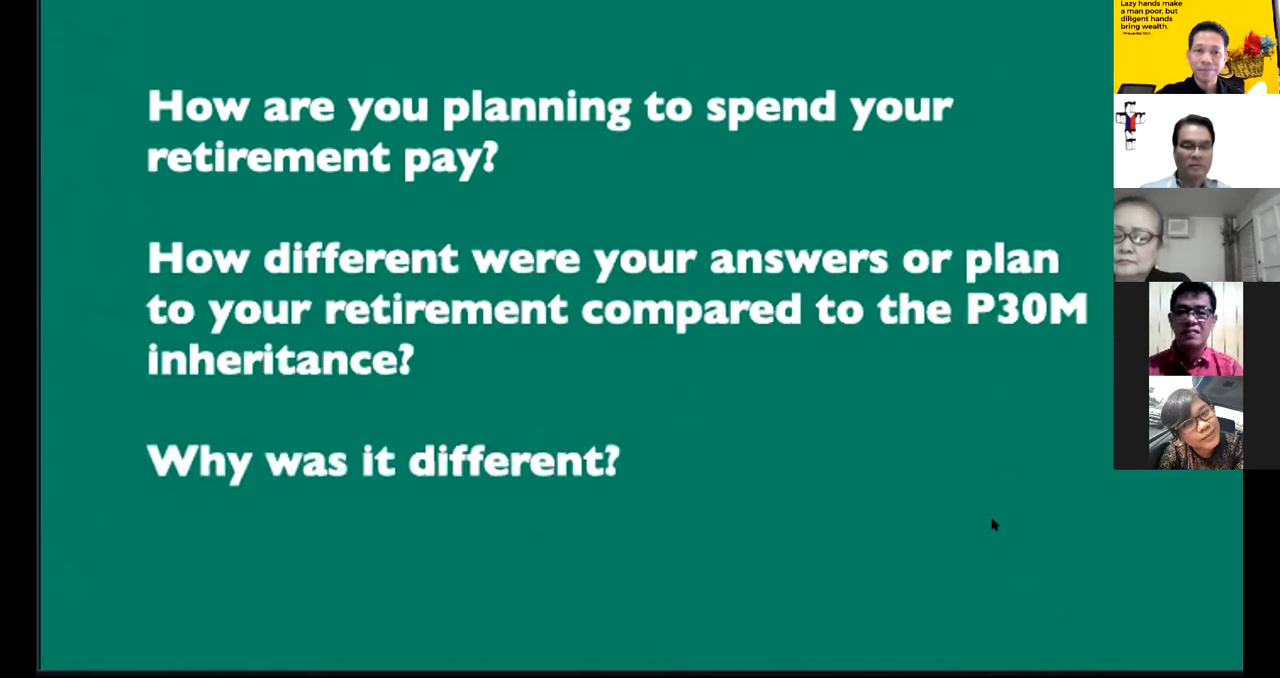 How are you planning to spend your
retirement pay?
How different were your answers or plan
to your retirement compared to the P30M
inheritance?
Why was it different?
Lazy hands make
a man poor, but
diligent hands
bring wealth.